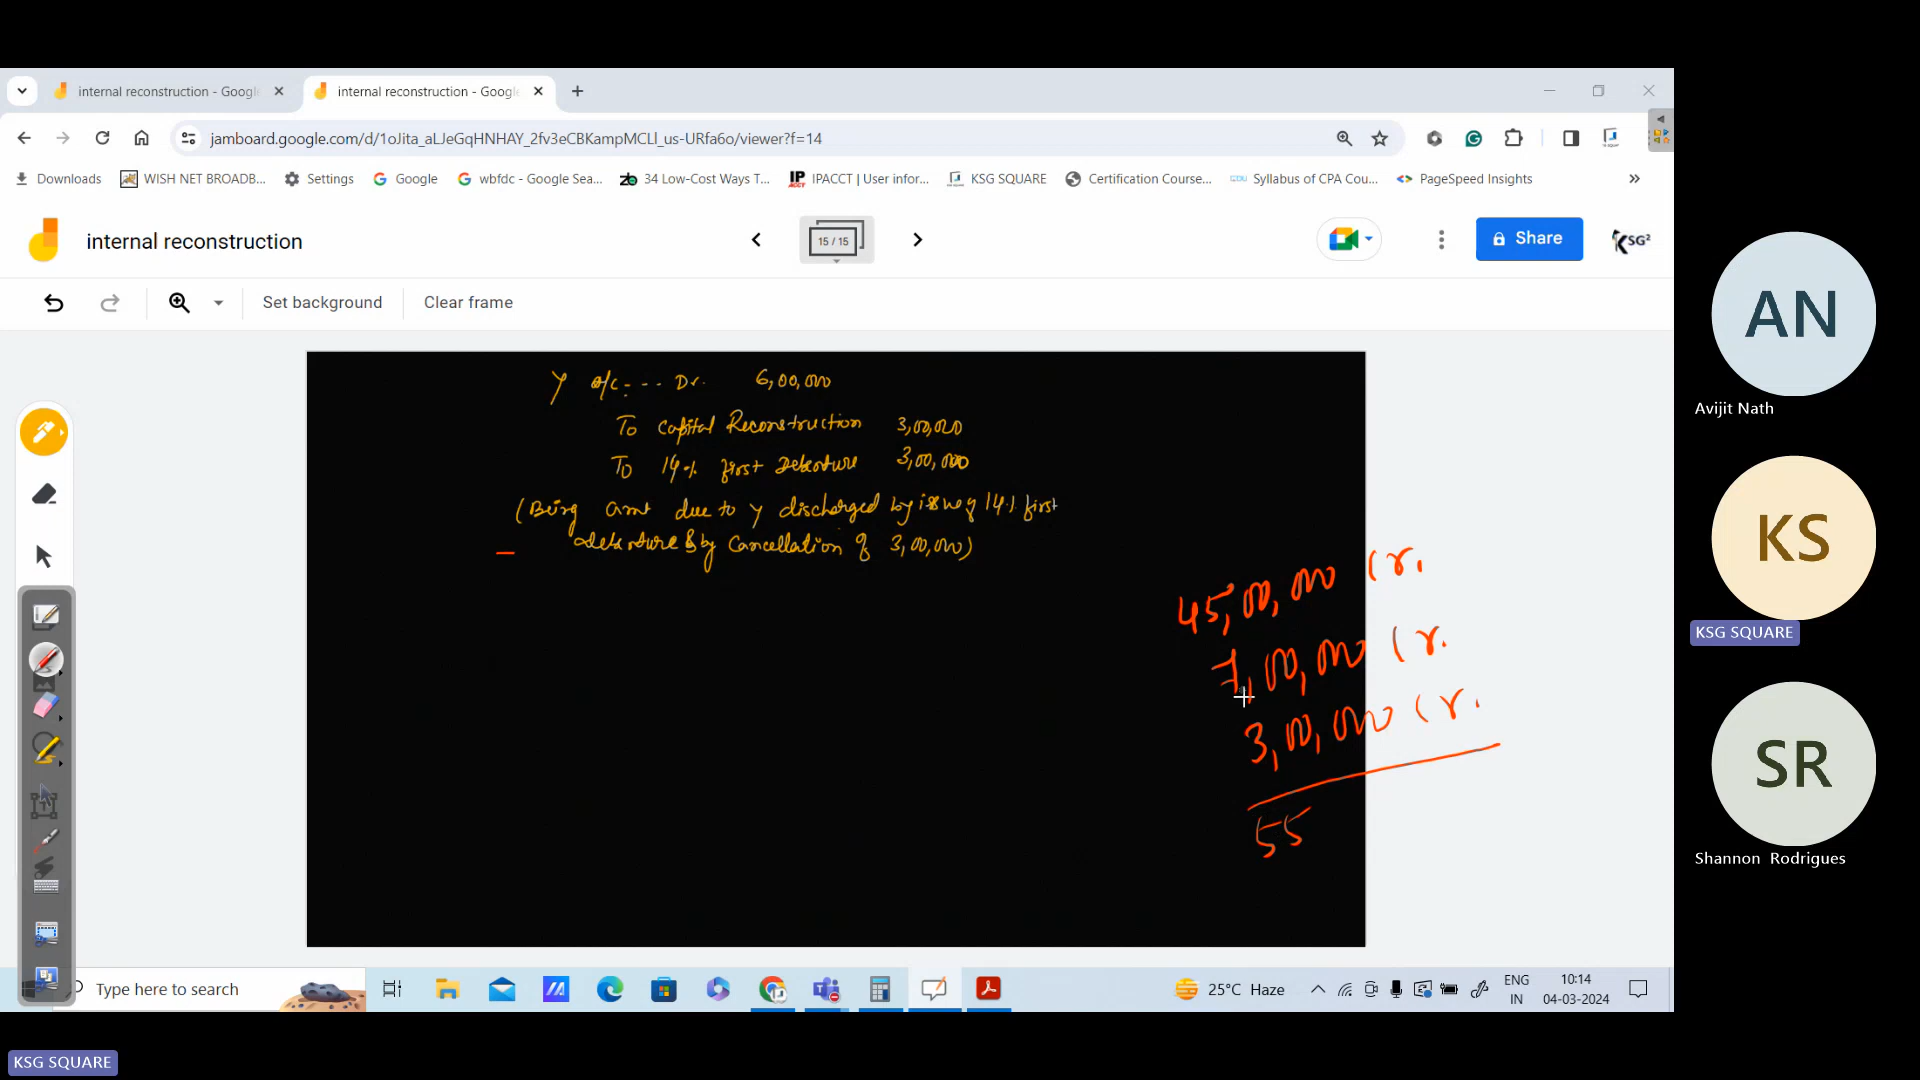 internal reconstruction - Googl
internal reconstruction - Google
jamboard.google.com/d/1oJita_aLJeGqHNHAY_2fv3eCBKampMCLl_us-URfa6o/viewer?f=14
Downloads
WISH NET BROADB...
Settings
Google
wbfdc - Google Sea...
34 Low-Cost Ways T...
IPACCT | User infor...
KSG SQUARE
Certification Course...
Syllabus of CPA Cou...
PageSpeed Insights
internal reconstruction
15 / 15
Share
KSG²
Set background
Clear frame
Y a/c: --- Dr. 6,00,000
To Capital Reconstruction 3,00,000
To 14% first Debenture 3,00,000
(Being amt due to Y discharged by issue of 14% first
debenture & by Cancellation of 3,00,000)
45,00,000 Cr.
7,00,000 Cr.
3,00,000 Cr.
55
AN
Avijit Nath
KS
KSG SQUARE
SR
Shannon Rodrigues
Type here to search
25°C Haze
ENG
IN
10:14
04-03-2024
KSG SQUARE